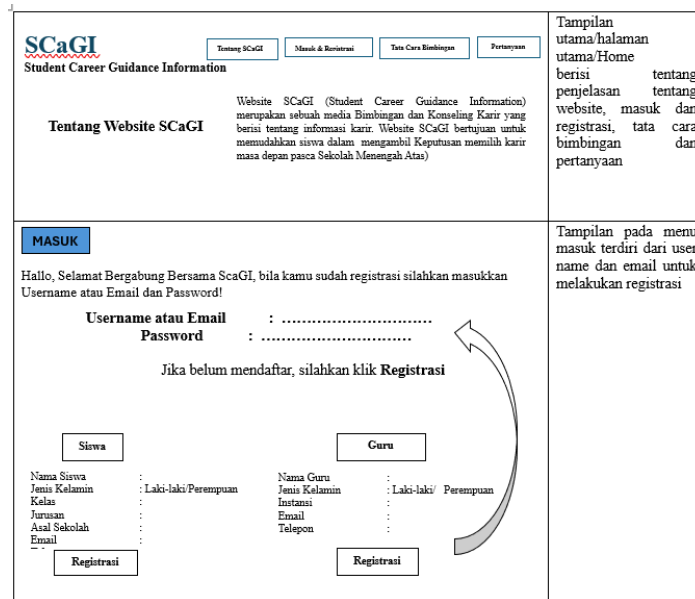 SCaGI
Student Career Guidance Information
Tentang SCaGI
Masuk & Reristrasi
Tata Cara Bimbingan
Pertanyaan
Tentang Website SCaGI
Website SCaGI (Student Career Guidance Information)
merupakan sebuah media Bimbingan dan Konseling Karir yang
berisi tentang informasi karir. Website SCaGI bertujuan untuk
memudahkan siswa dalam mengambil Keputusan memilih karir
masa depan pasca Sekolah Menengah Atas)
Tampilan
utama/halaman
utama/Home
berisi tentang
penjelasan tentang
website, masuk dan
registrasi, tata cara
bimbingan dan
pertanyaan
MASUK
Hallo, Selamat Bergabung Bersama ScaGI, bila kamu sudah registrasi silahkan masukkan
Username atau Email dan Password!
Username atau Email : ................................
Password : ................................
Jika belum mendaftar, silahkan klik Registrasi
Siswa
Nama Siswa :
Jenis Kelamin : Laki-laki/Perempuan
Kelas :
Jurusan :
Asal Sekolah :
Email :
Registrasi
Guru
Nama Guru :
Jenis Kelamin : Laki-laki/ Perempuan
Instansi :
Email :
Telepon :
Registrasi
Tampilan pada menu
masuk terdiri dari user
name dan email untuk
melakukan registrasi